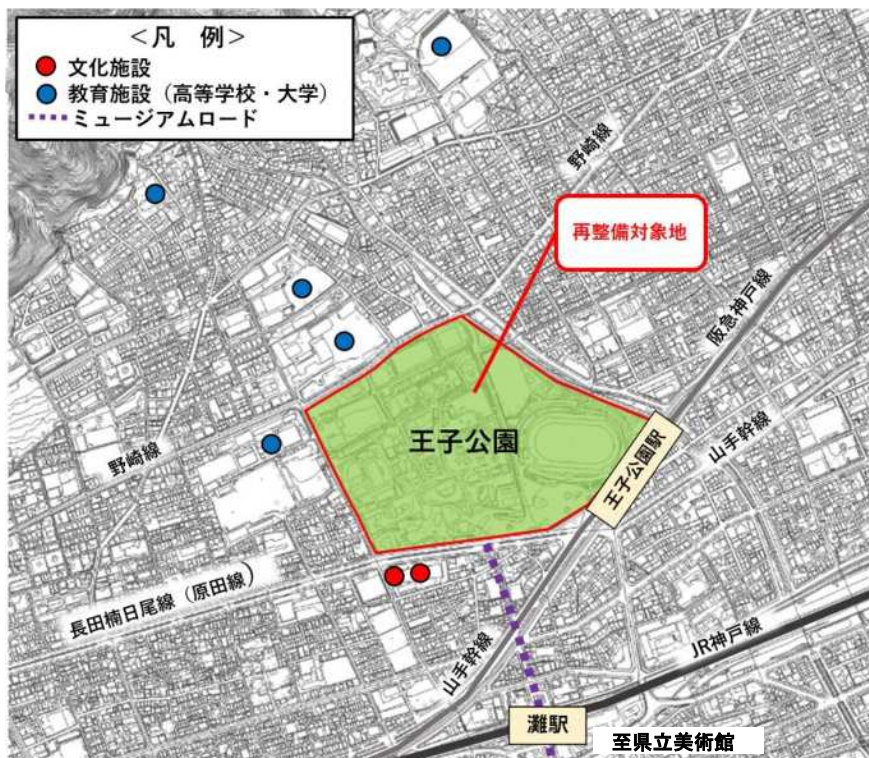 ＜凡 例＞
文化施設
教育施設（高等学校・大学）
ミュージアムロード
野崎線
再整備対象地
阪急神戸線
王子公園
山手幹線
王子公園駅
野崎線
長田楠日尾線（原田線）
山手幹線
JR神戸線
灘駅
至県立美術館